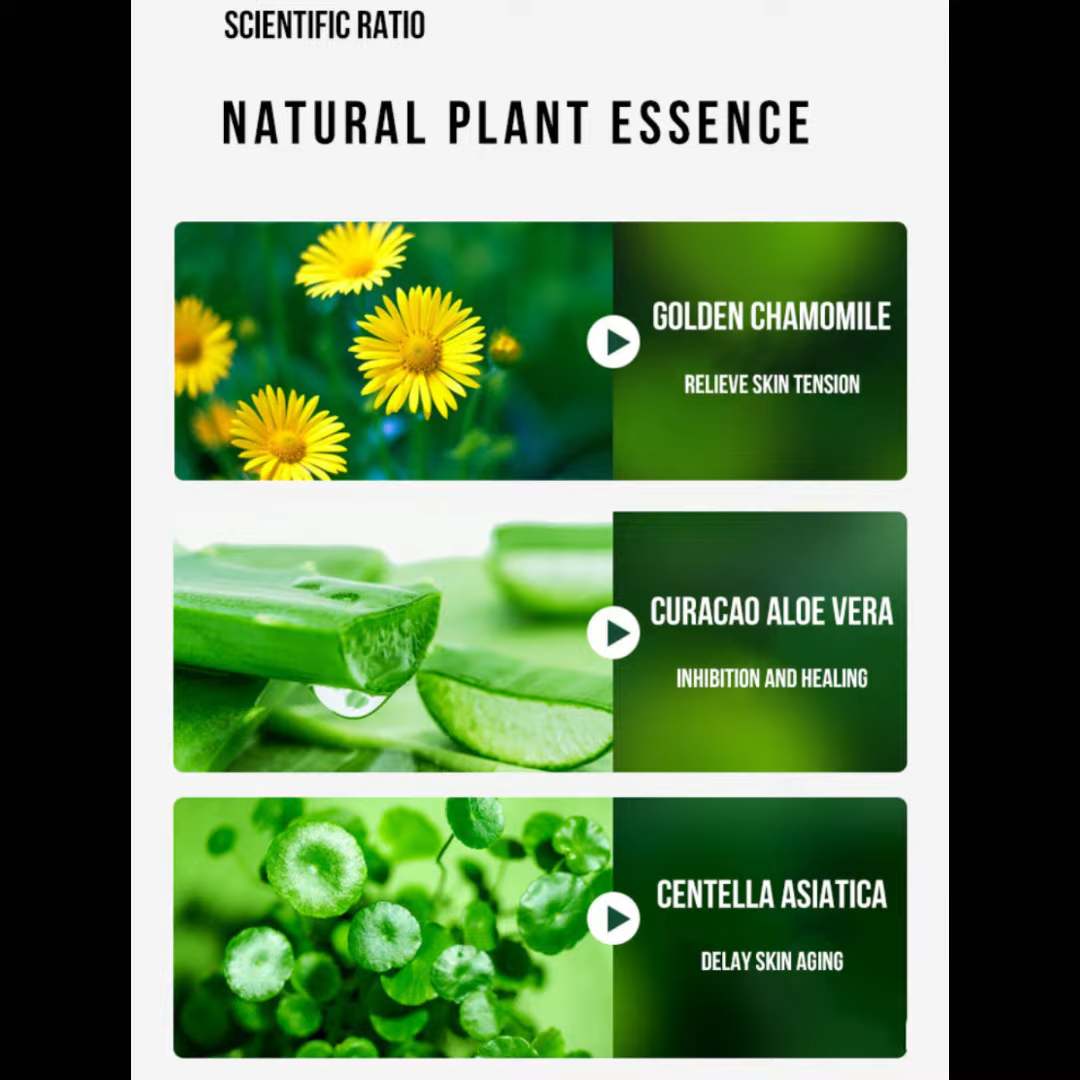 SCIENTIFIC RATIO
NATURAL PLANT ESSENCE
GOLDEN CHAMOMILE
RELIEVE SKIN TENSION
CURACAO ALOE VERA
INHIBITION AND HEALING
CENTELLA ASIATICA
DELAY SKIN AGING